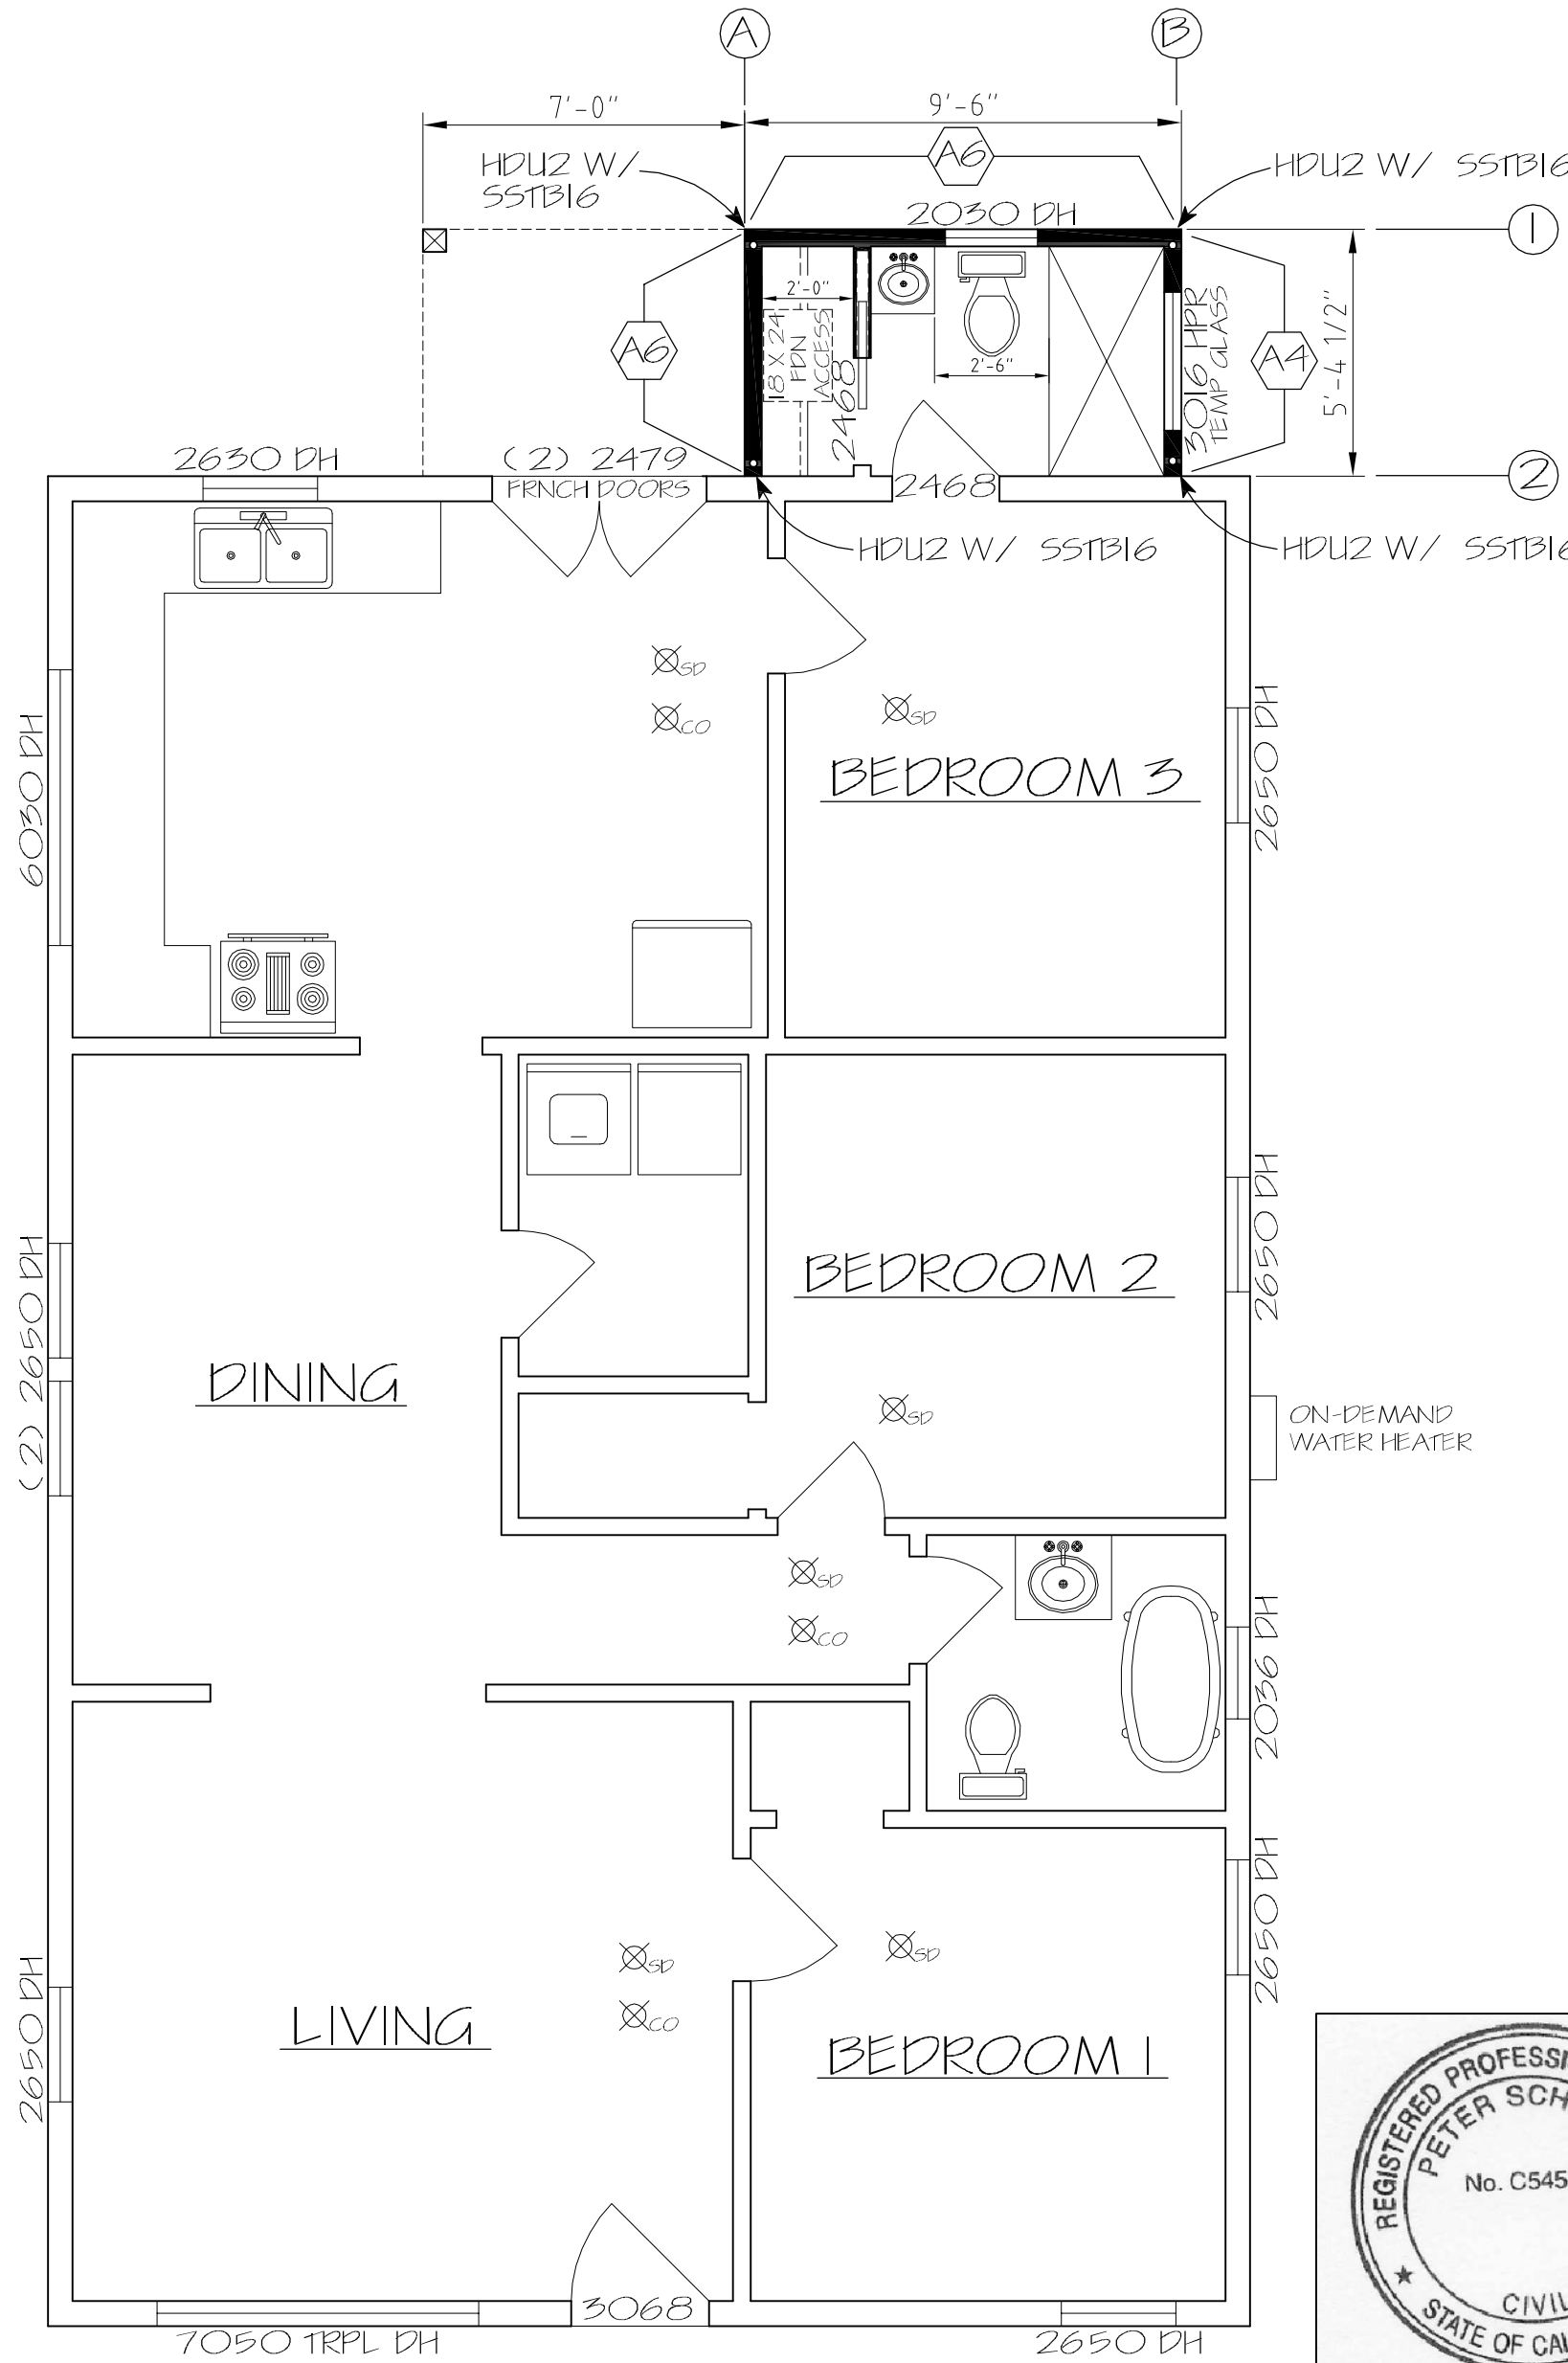 A
B
7'-0"
9'-6"
A6
HDU2 W/
SSTB16
HDU2 W/ SSTB16
2030 DH
1
2'-0"
18 X 24
FDN
ACCESS
2468
2'-6"
3016 HPR
TEMP GLASS
A6
A4
5'-4 1/2"
2630 DH
(2) 2479
FRNCH DOORS
2468
2
HDU2 W/ SSTB16
HDU2 W/ SSTB16
SD
CO
SD
BEDROOM 3
6030 DH
2650 DH
2650 DH
BEDROOM 2
(2) 2650 DH
DINING
SD
ON-DEMAND
WATER HEATER
SD
CO
2036 DH
2650 DH
SD
CO
SD
LIVING
BEDROOM 1
2650 DH
3068
7050 TRPL DH
2650 DH
REGISTERED PROFESSI
PETER SCH
No. C545
CIVIL
STATE OF CAL